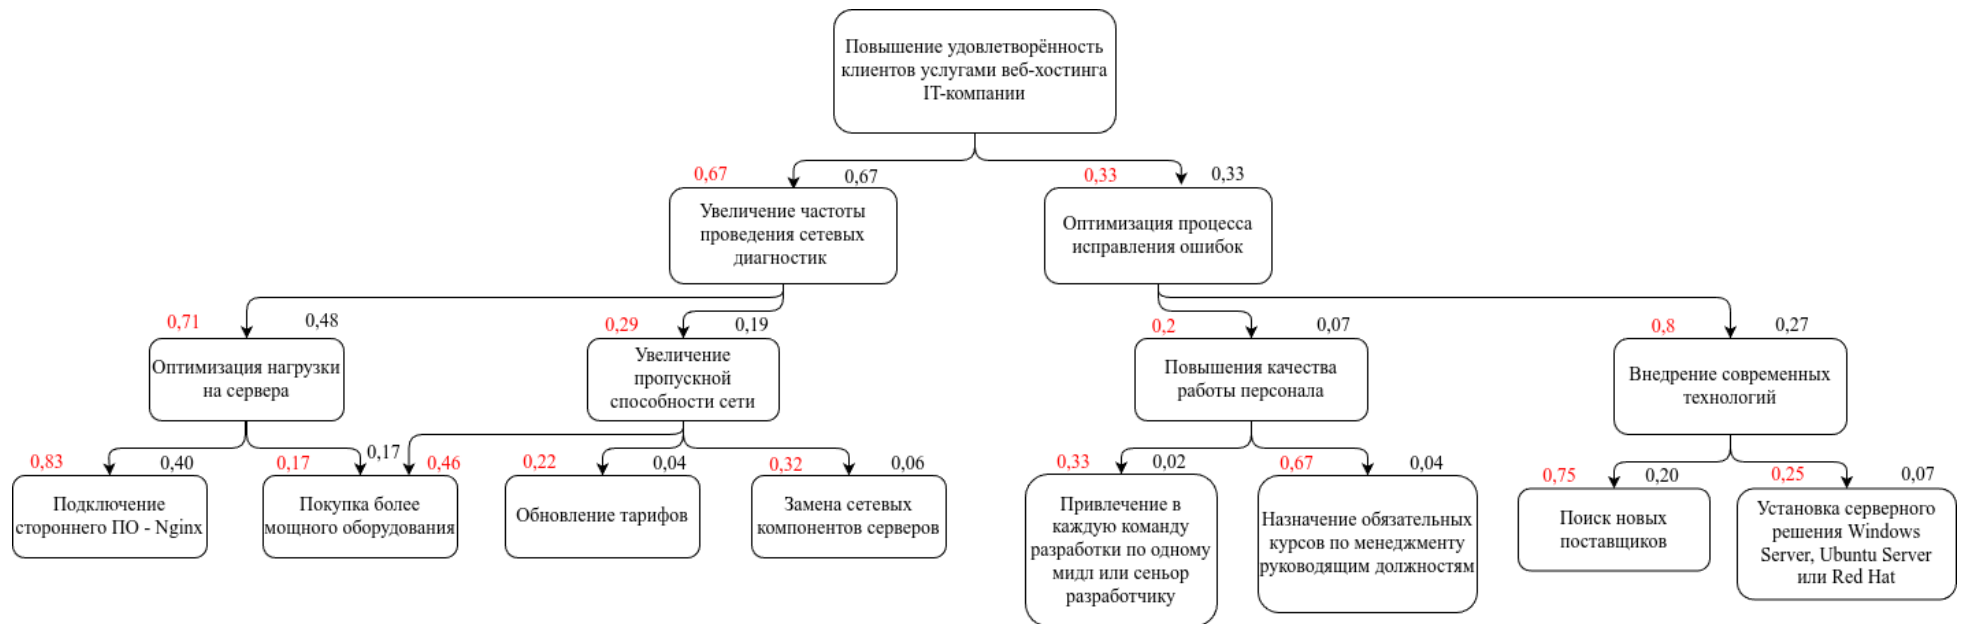 Повышение удовлетворённость
клиентов услугами веб-хостинга
IT-компании
0,67
0,67
0,33
0,33
Увеличение частоты
проведения сетевых
диагностик
Оптимизация процесса
исправления ошибок
0,71
0,48
0,29
0,19
0,2
0,07
0,8
0,27
Оптимизация нагрузки
на сервера
Увеличение
пропускной
способности сети
Повышения качества
работы персонала
Внедрение современных
технологий
0,83
0,40
0,17
0,17
0,46
0,22
0,04
0,32
0,06
0,33
0,02
0,67
0,04
0,75
0,20
0,25
0,07
Подключение
стороннего ПО - Nginx
Покупка более
мощного оборудования
Обновление тарифов
Замена сетевых
компонентов серверов
Привлечение в
каждую команду
разработки по одному
мидл или сеньор
разработчику
Назначение обязательных
курсов по менеджменту
руководящим должностям
Поиск новых
поставщиков
Установка серверного
решения Windows
Server, Ubuntu Server
или Red Hat